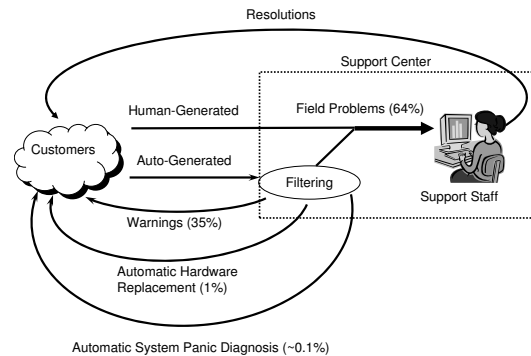 Resolutions
Support Center
Human-Generated
Field Problems (64%)
Customers
Auto-Generated
Filtering
Support Staff
Warnings (35%)
Automatic Hardware
Replacement (1%)
Automatic System Panic Diagnosis (~0.1%)